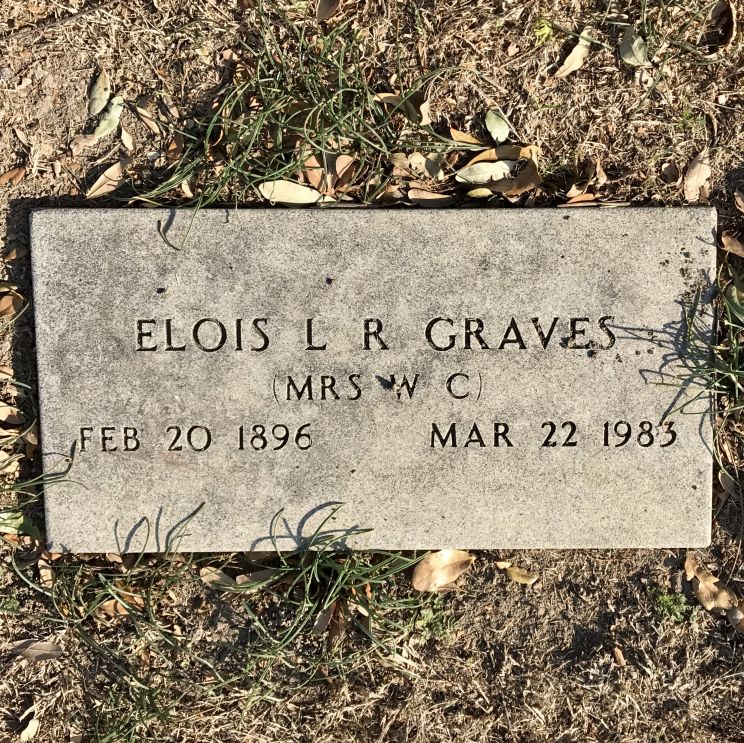 ELOIS L R GRAVES
(MRS W C)
FEB 20 1896 MAR 22 1983